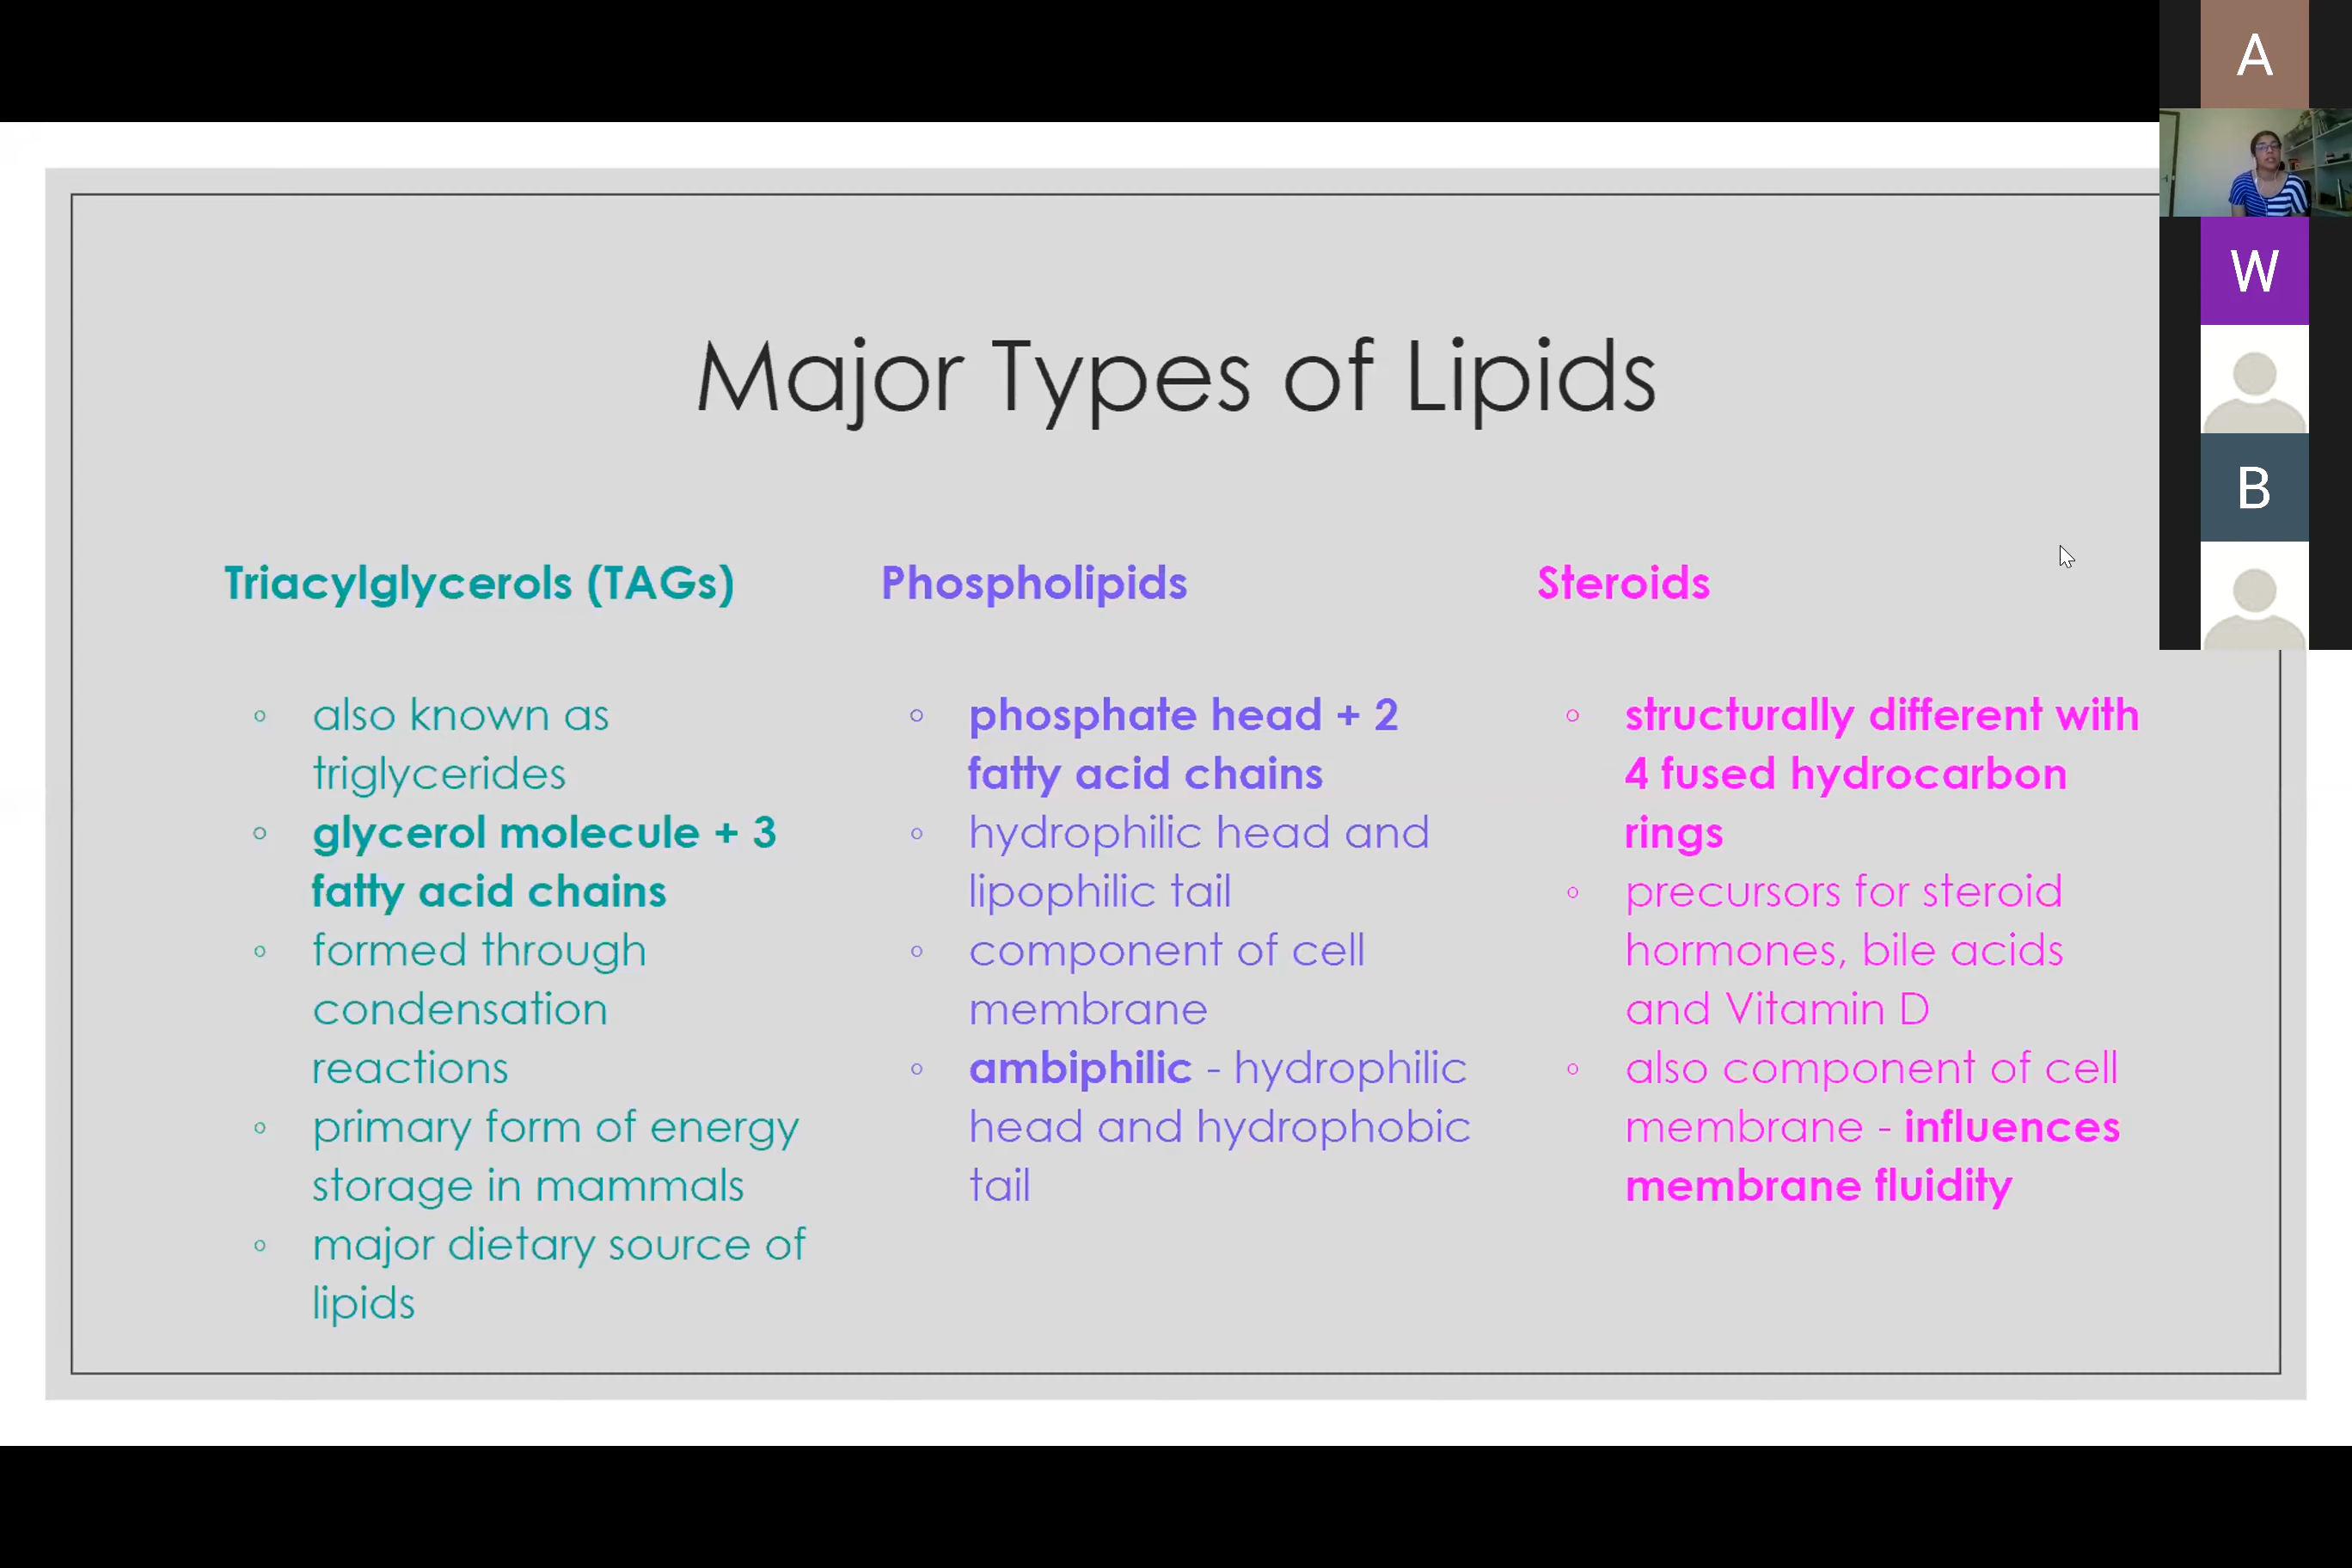 Major Types of Lipids
Triacylglycerols (TAGs)
◦ also known as
triglycerides
◦ glycerol molecule + 3
fatty acid chains
◦ formed through
condensation
reactions
◦ primary form of energy
storage in mammals
◦ major dietary source of
lipids
Phospholipids
◦ phosphate head + 2
fatty acid chains
◦ hydrophilic head and
lipophilic tail
◦ component of cell
membrane
◦ ambiphilic - hydrophilic
head and hydrophobic
tail
Steroids
◦ structurally different with
4 fused hydrocarbon
rings
◦ precursors for steroid
hormones, bile acids
and Vitamin D
◦ also component of cell
membrane - influences
membrane fluidity
A
W
B